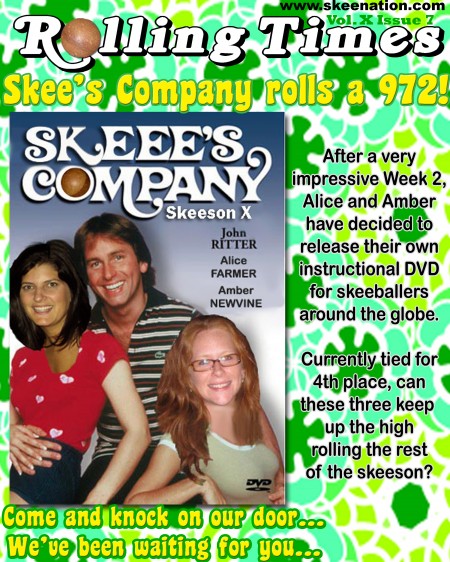 www.skeenation.com
Vol. X Issue 7
Rolling Times
Skee's Company rolls a 972!
SKEEE'S
COMPANY
Skeeson X
John
RITTER
Alice
FARMER
Amber
NEWVINE
DVD
After a very
impressive Week 2,
Alice and Amber
have decided to
release their own
instructional DVD
for skeeballers
around the globe.
Currently tied for
4th place, can
these three keep
up the high
rolling the rest
of the skeeson?
Come and knock on our door...
We've been waiting for you...